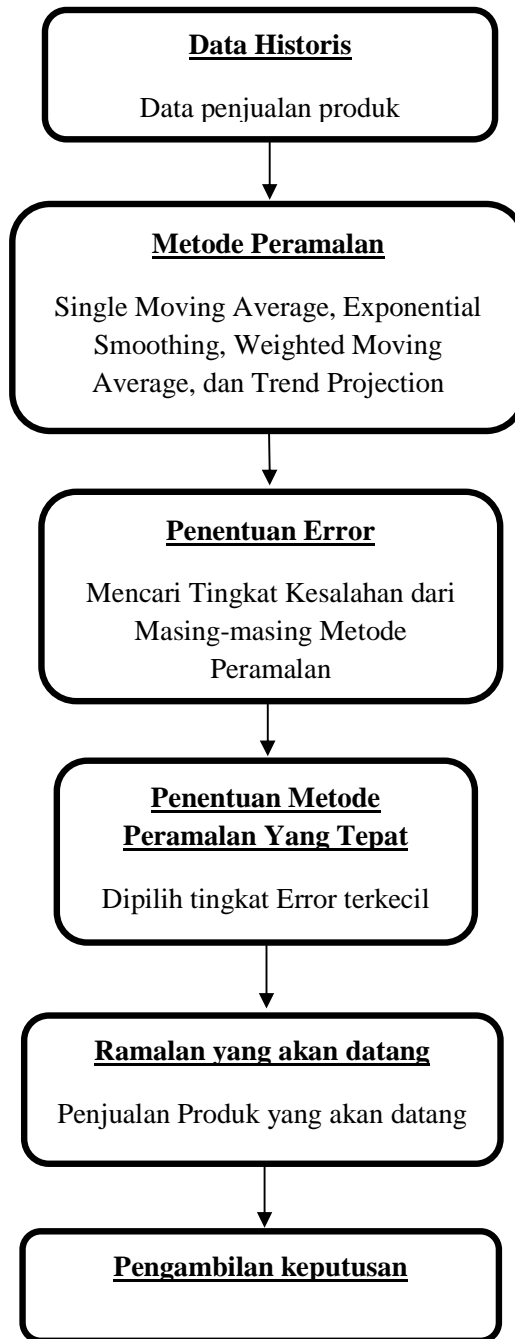 Data Historis
Data penjualan produk
Metode Peramalan
Single Moving Average, Exponential
Smoothing, Weighted Moving
Average, dan Trend Projection
Penentuan Error
Mencari Tingkat Kesalahan dari
Masing-masing Metode
Peramalan
Penentuan Metode
Peramalan Yang Tepat
Dipilih tingkat Error terkecil
Ramalan yang akan datang
Penjualan Produk yang akan datang
Pengambilan keputusan